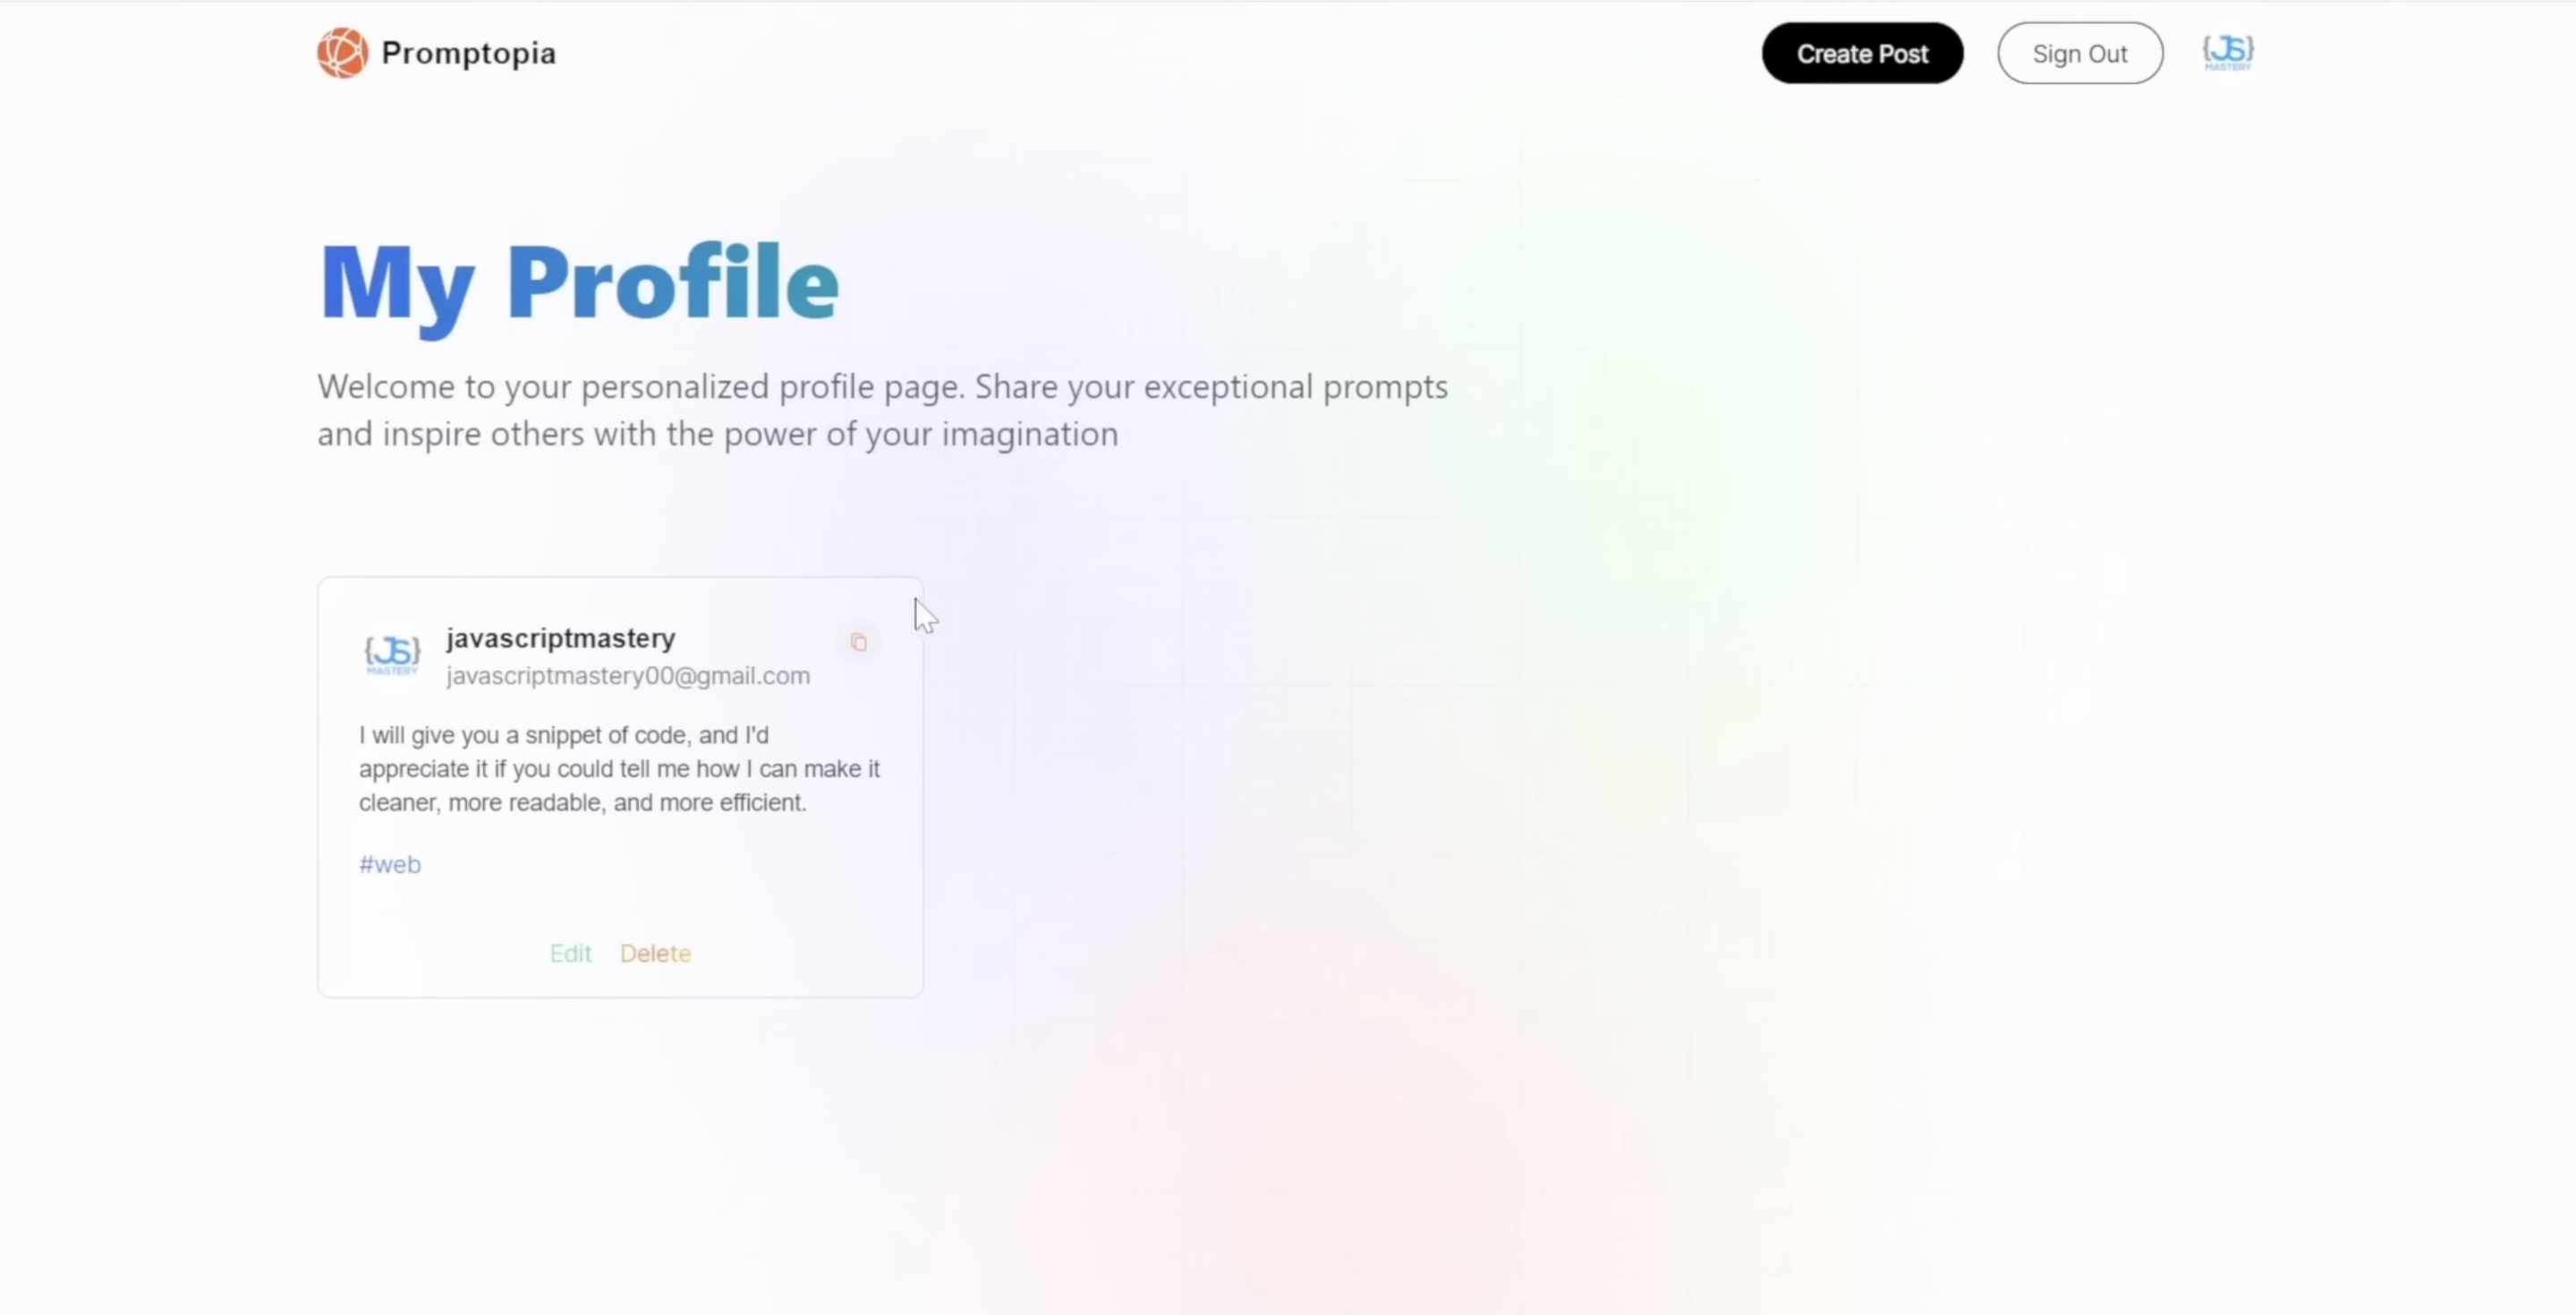 Promptopia
Create Post
Sign Out
{JS}
MASTERY
My Profile
Welcome to your personalized profile page. Share your exceptional prompts
and inspire others with the power of your imagination
{JS}
MASTERY
javascriptmastery
javascriptmastery00@gmail.com
I will give you a snippet of code, and I'd
appreciate it if you could tell me how I can make it
cleaner, more readable, and more efficient.
#web
Edit
Delete